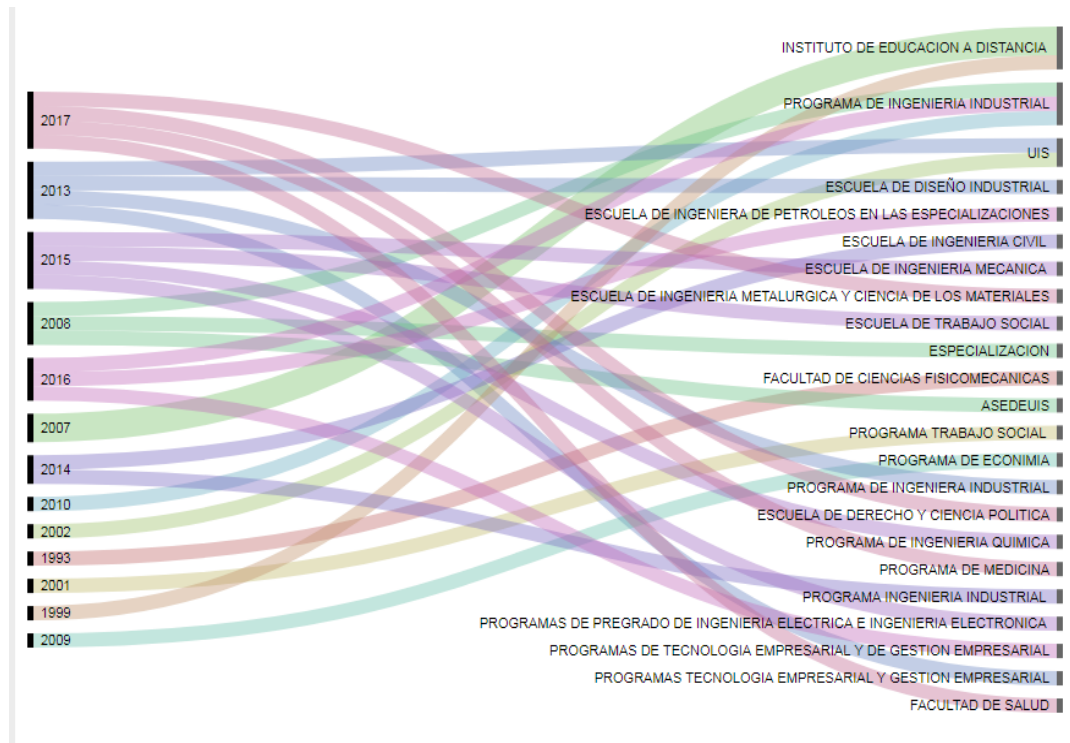 2017
2013
2015
2008
2016
2007
2014
2010
2002
1993
2001
1999
2009
INSTITUTO DE EDUCACION A DISTANCIA
PROGRAMA DE INGENIERIA INDUSTRIAL
UIS
ESCUELA DE DISEÑO INDUSTRIAL
ESCUELA DE INGENIERA DE PETROLEOS EN LAS ESPECIALIZACIONES
ESCUELA DE INGENIERIA CIVIL
ESCUELA DE INGENIERIA MECANICA
ESCUELA DE INGENIERIA METALURGICA Y CIENCIA DE LOS MATERIALES
ESCUELA DE TRABAJO SOCIAL
ESPECIALIZACION
FACULTAD DE CIENCIAS FISICOMECANICAS
ASEDEUIS
PROGRAMA TRABAJO SOCIAL
PROGRAMA DE ECONIMIA
PROGRAMA DE INGENIERA INDUSTRIAL
ESCUELA DE DERECHO Y CIENCIA POLITICA
PROGRAMA DE INGENIERIA QUIMICA
PROGRAMA DE MEDICINA
PROGRAMA INGENIERIA INDUSTRIAL
PROGRAMAS DE PREGRADO DE INGENIERIA ELECTRICA E INGENIERIA ELECTRONICA
PROGRAMAS DE TECNOLOGIA EMPRESARIAL Y DE GESTION EMPRESARIAL
PROGRAMAS TECNOLOGIA EMPRESARIAL Y GESTION EMPRESARIAL
FACULTAD DE SALUD